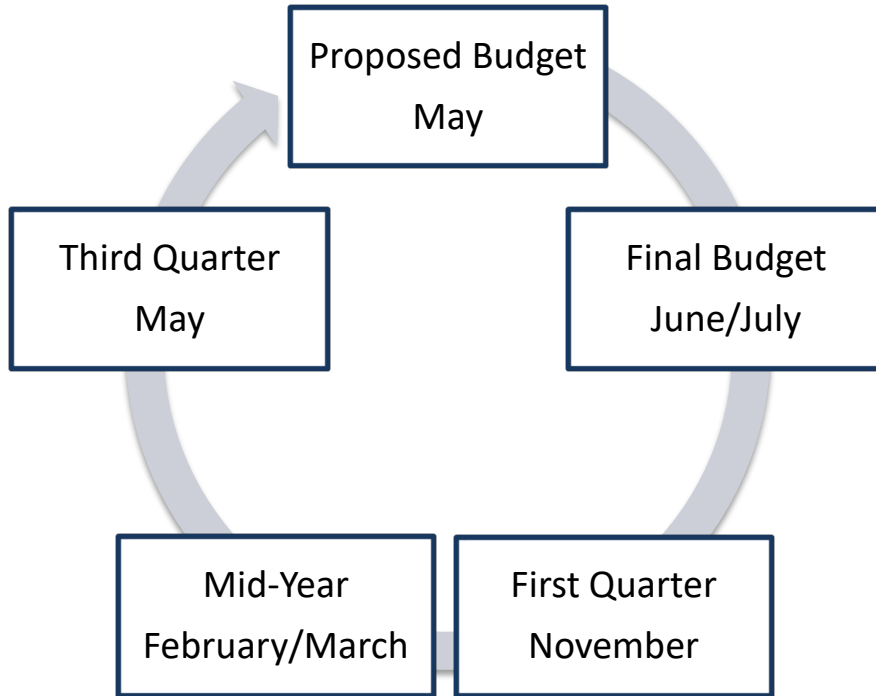 Proposed Budget
May
Third Quarter
May
Final Budget
June/July
Mid-Year
February/March
First Quarter
November